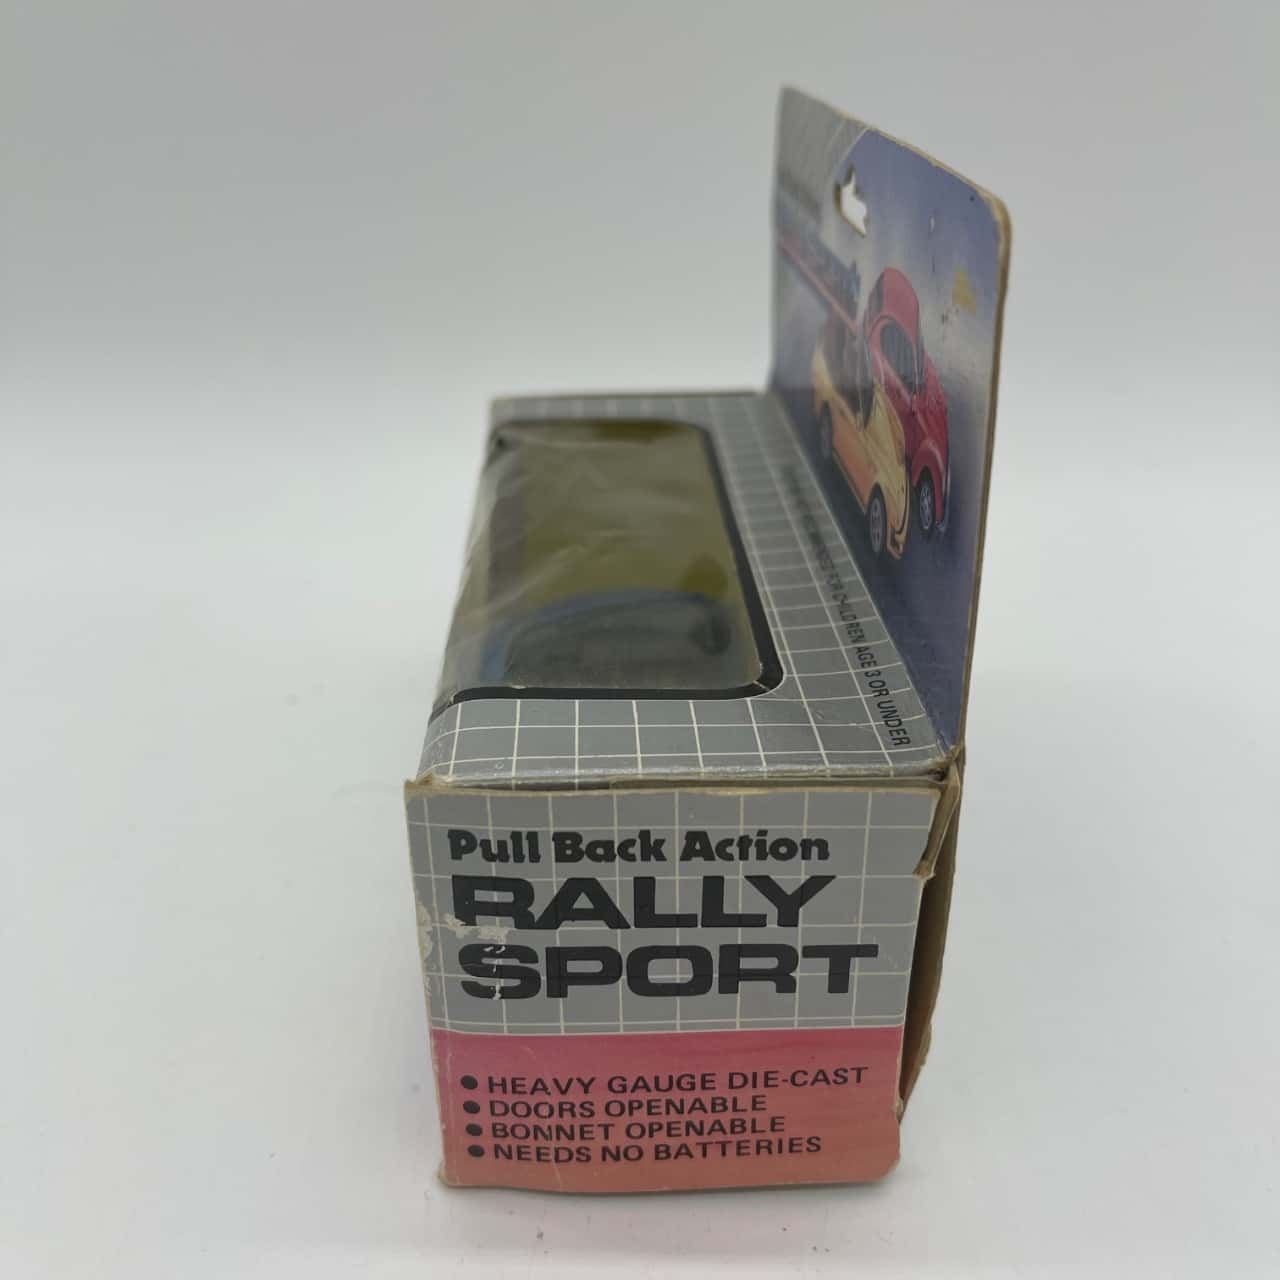 FOR CHILDREN AGE 3 OR UNDER
Pull Back Action
RALLY
SPORT
● HEAVY GAUGE DIE-CAST
● DOORS OPENABLE
● BONNET OPENABLE
● NEEDS NO BATTERIES